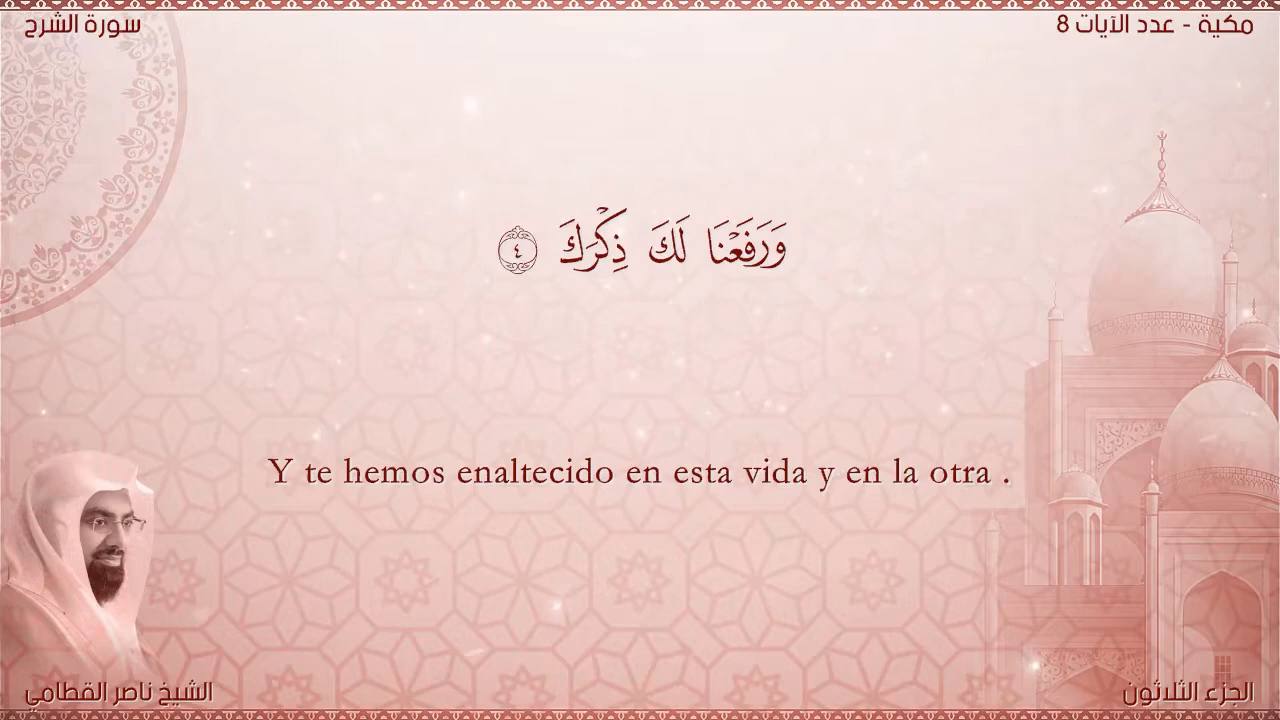 مكية - عدد الآيات 8
سورة الشرح
وَرَفَعْنَا لَكَ ذِكْرَكَ ٤
Y te hemos enaltecido en esta vida y en la otra .
الجزء الثلاثون
الشيخ ناصر القطامي